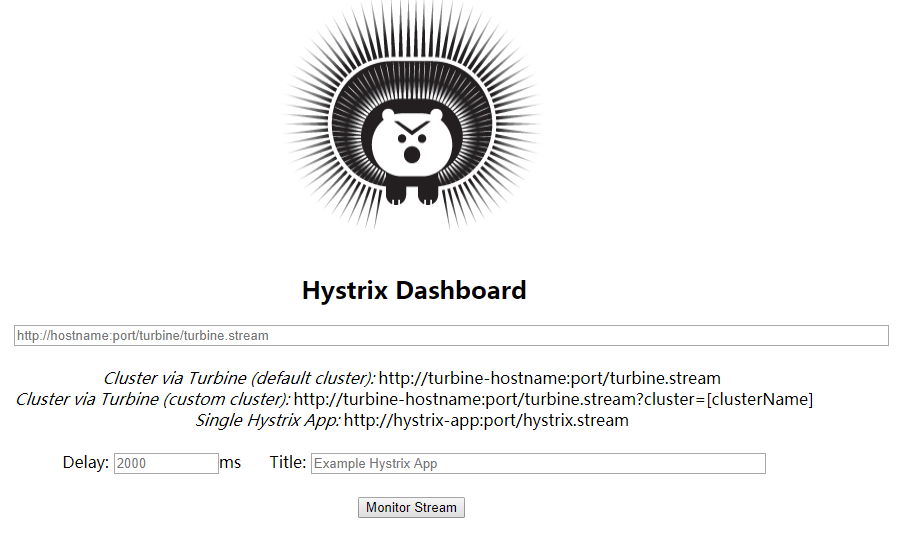 Hystrix Dashboard
http://hostname:port/turbine/turbine.stream
Cluster via Turbine (default cluster): http://turbine-hostname:port/turbine.stream
Cluster via Turbine (custom cluster): http://turbine-hostname:port/turbine.stream?cluster=[clusterName]
Single Hystrix App: http://hystrix-app:port/hystrix.stream
Delay: 2000 ms Title: Example Hystrix App
Monitor Stream